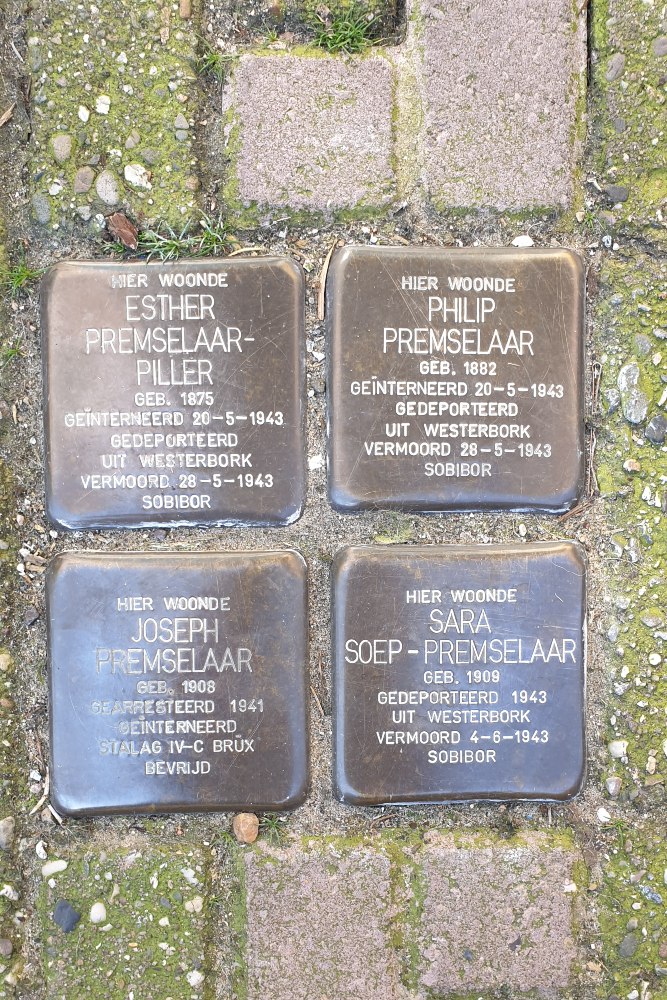 HIER WOONDE
ESTHER
PREMSELAAR-
PILLER
GEB. 1875
GEÏNTERNEERD 20-5-1943
GEDEPORTEERD
UIT WESTERBORK
VERMOORD 28-5-1943
SOBIBOR
HIER WOONDE
PHILIP
PREMSELAAR
GEB. 1882
GEÏNTERNEERD 20-5-1943
GEDEPORTEERD
UIT WESTERBORK
VERMOORD 28-5-1943
SOBIBOR
HIER WOONDE
JOSEPH
PREMSELAAR
GEB. 1908
GEARRESTEERD 1941
GEÏNTERNEERD
STALAG IV-C BRÜX
BEVRIJD
HIER WOONDE
SARA
SOEP-PREMSELAAR
GEB. 1909
GEDEPORTEERD 1943
UIT WESTERBORK
VERMOORD 4-6-1943
SOBIBOR